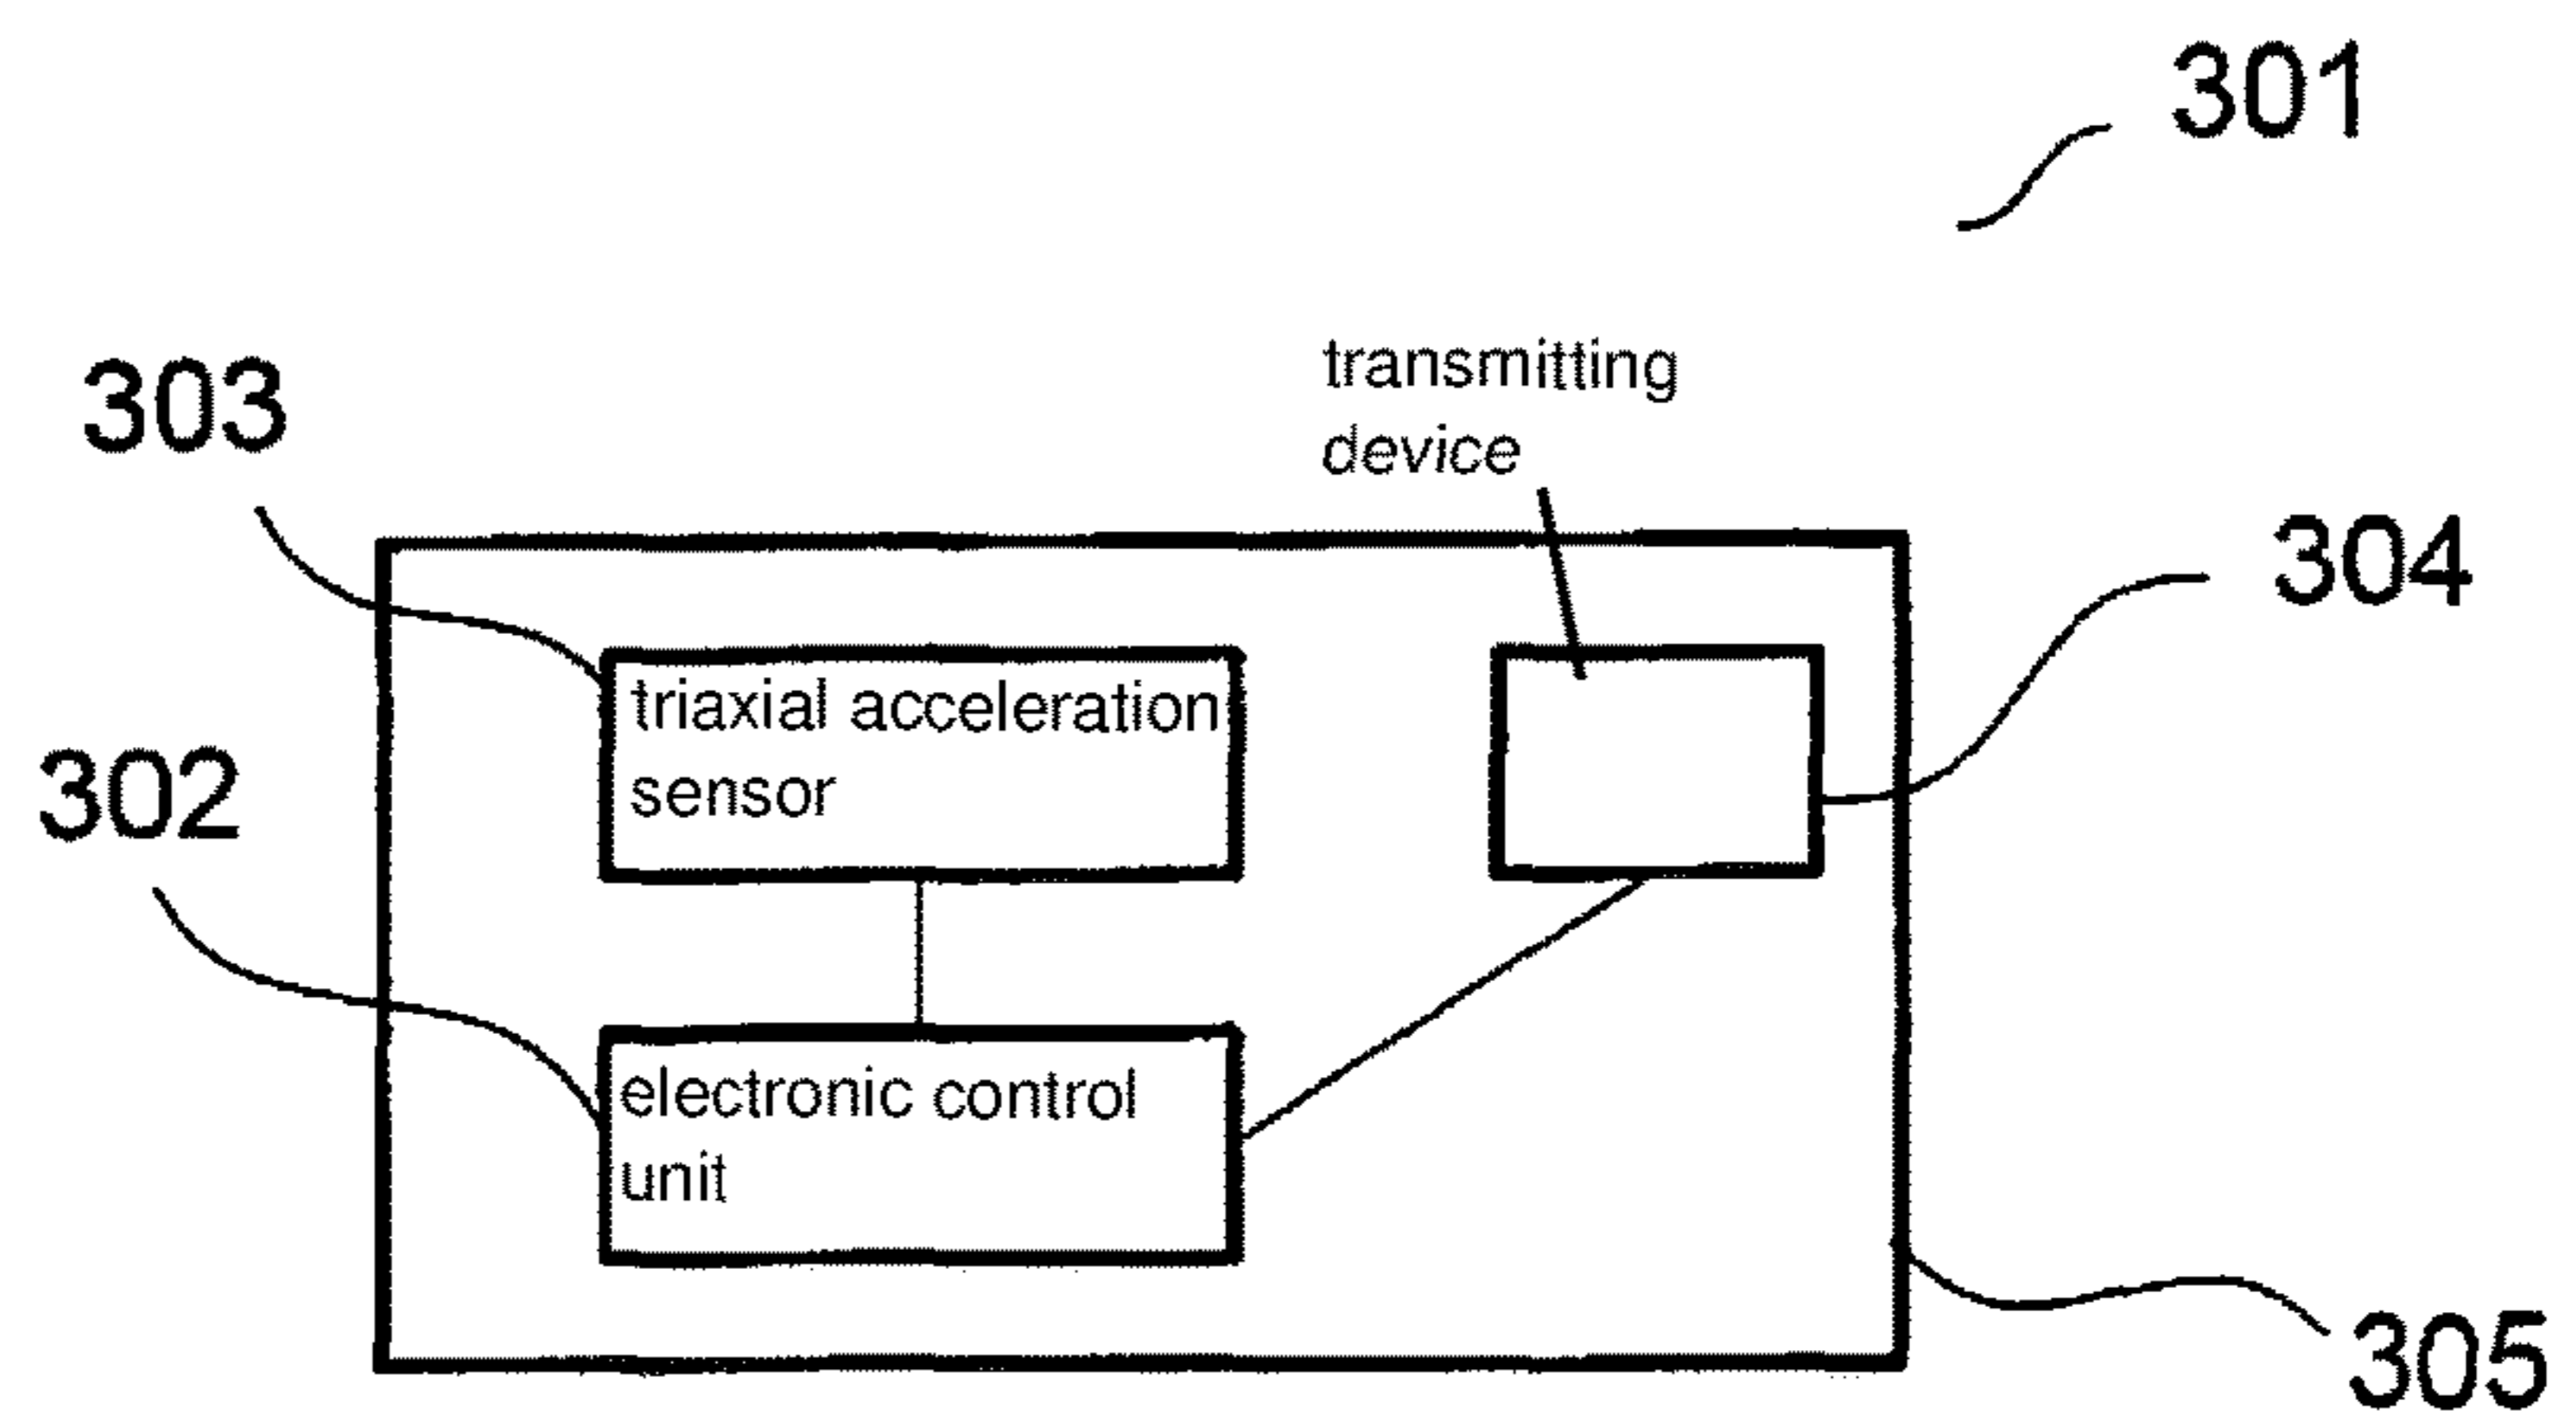 301
303
transmitting
device
304
triaxial acceleration
sensor
302
electronic control
unit
305